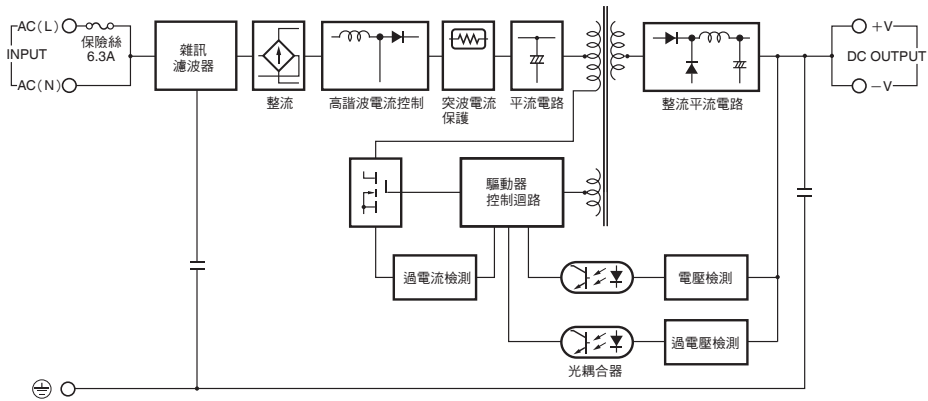 AC(L)
INPUT
AC(N)
保險絲
6.3A
雜訊
濾波器
整流
高諧波電流控制
突波電流
保護
平流電路
整流平流電路
+V
DC OUTPUT
−V
驅動器
控制迴路
過電流檢測
電壓檢測
過電壓檢測
光耦合器